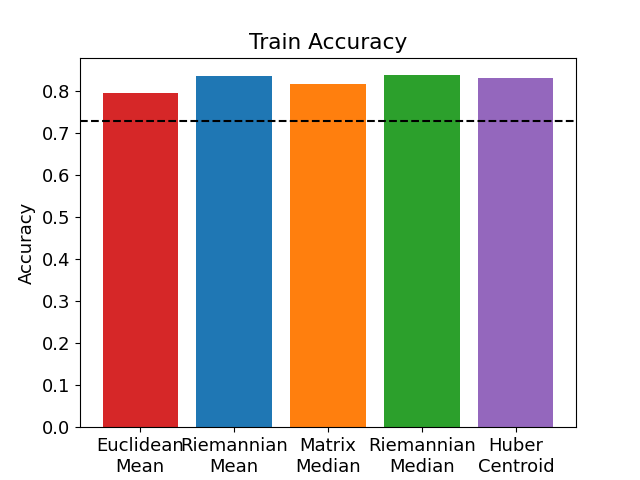 Train Accuracy
Accuracy
0.8
0.7
0.6
0.5
0.4
0.3
0.2
0.1
0.0
Euclidean Riemannian Matrix Riemannian Huber
Mean Mean Median Median Centroid